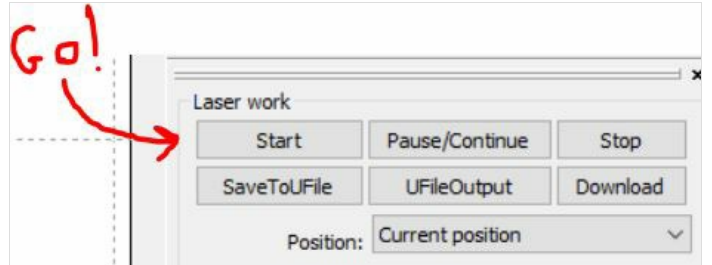 Go!
Laser work
Start Pause/Continue Stop
SaveToUFile UFileOutput Download
Position: Current position